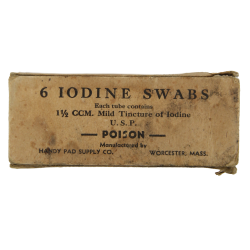 6 IODINE SWABS
Each tube contains
1½ CCM. Mild Tincture of Iodine
U. S. P.
— POISON —
Manufactured by
HANDY PAD SUPPLY CO. WORCESTER, MASS.